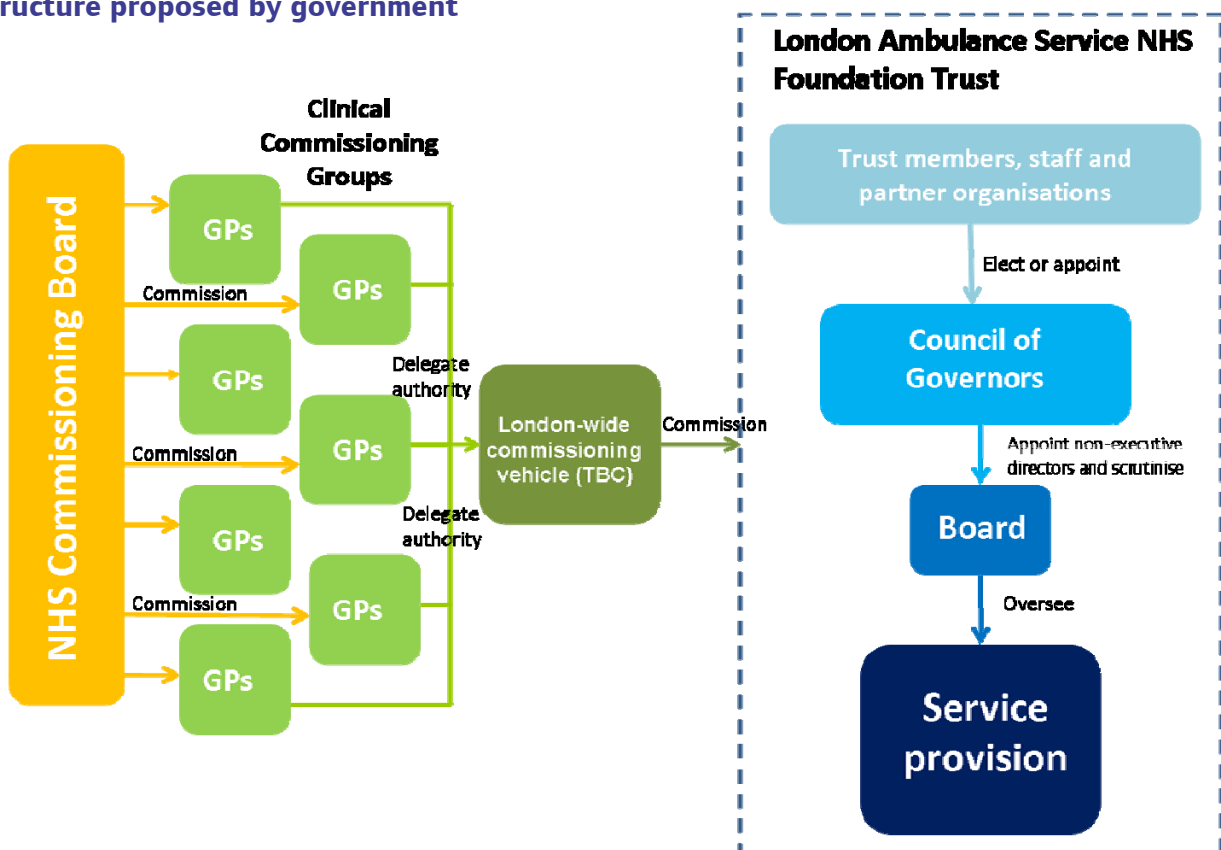 ructure proposed by government
London Ambulance Service NHS
Foundation Trust
Clinical
Commissioning
Groups
NHS Commissioning Board
GPs
Commission
GPs
GPs
Commission
GPs
GPs
Commission
GPs
GPs
Delegate
authority
Delegate
authority
London-wide
commissioning
vehicle (TBC)
Commission
Trust members, staff and
partner organisations
Elect or appoint
Council of
Governors
Appoint non-executive
directors and scrutinise
Board
Oversee
Service
provision